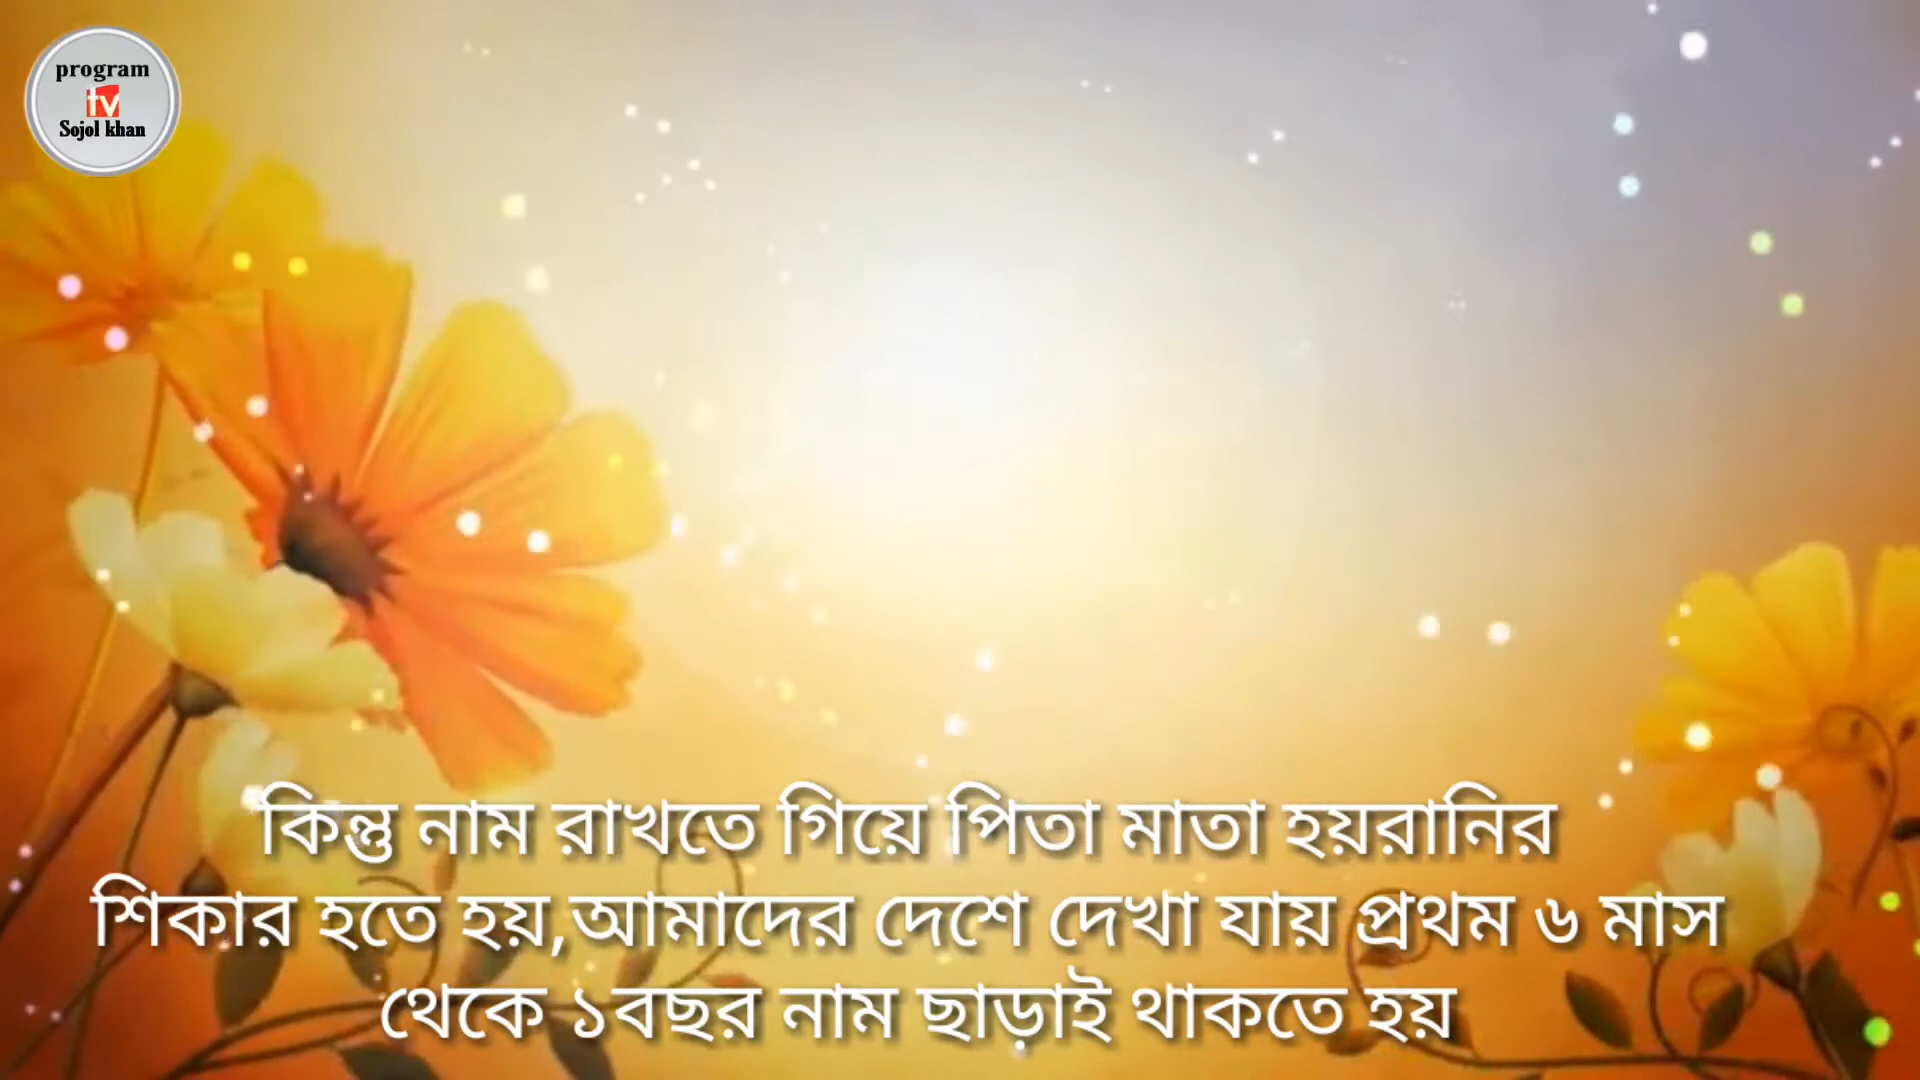 program
tv
Sojol khan
কিন্তু নাম রাখতে গিয়ে পিতা মাতা হয়রানির
শিকার হতে হয়,আমাদের দেশে দেখা যায় প্রথম ৬ মাস
থেকে ১বছর নাম ছাড়াই থাকতে হয়